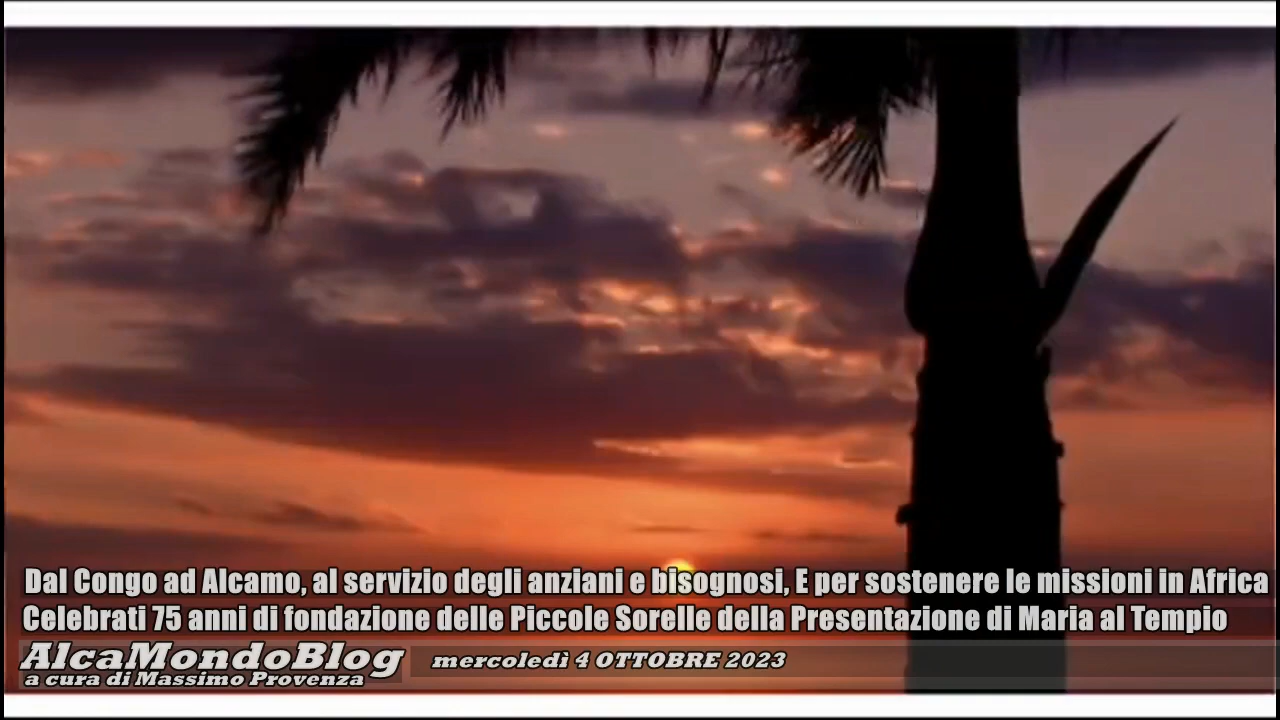 Dal Congo ad Alcamo, al servizio degli anziani e bisognosi, E per sostenere le missioni in Africa
Celebrati 75 anni di fondazione delle Piccole Sorelle della Presentazione di Maria al Tempio
AlcaMondoBlog
mercoledì 4 OTTOBRE 2023
a cura di Massimo Provenza